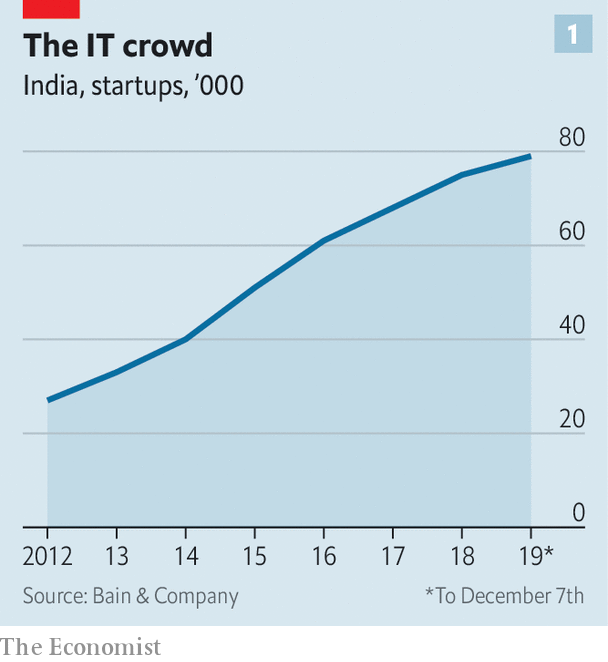 The IT crowd
1
India, startups, ’000
80
60
40
20
0
2012 13 14 15 16 17 18 19*
Source: Bain & Company
*To December 7th
The Economist